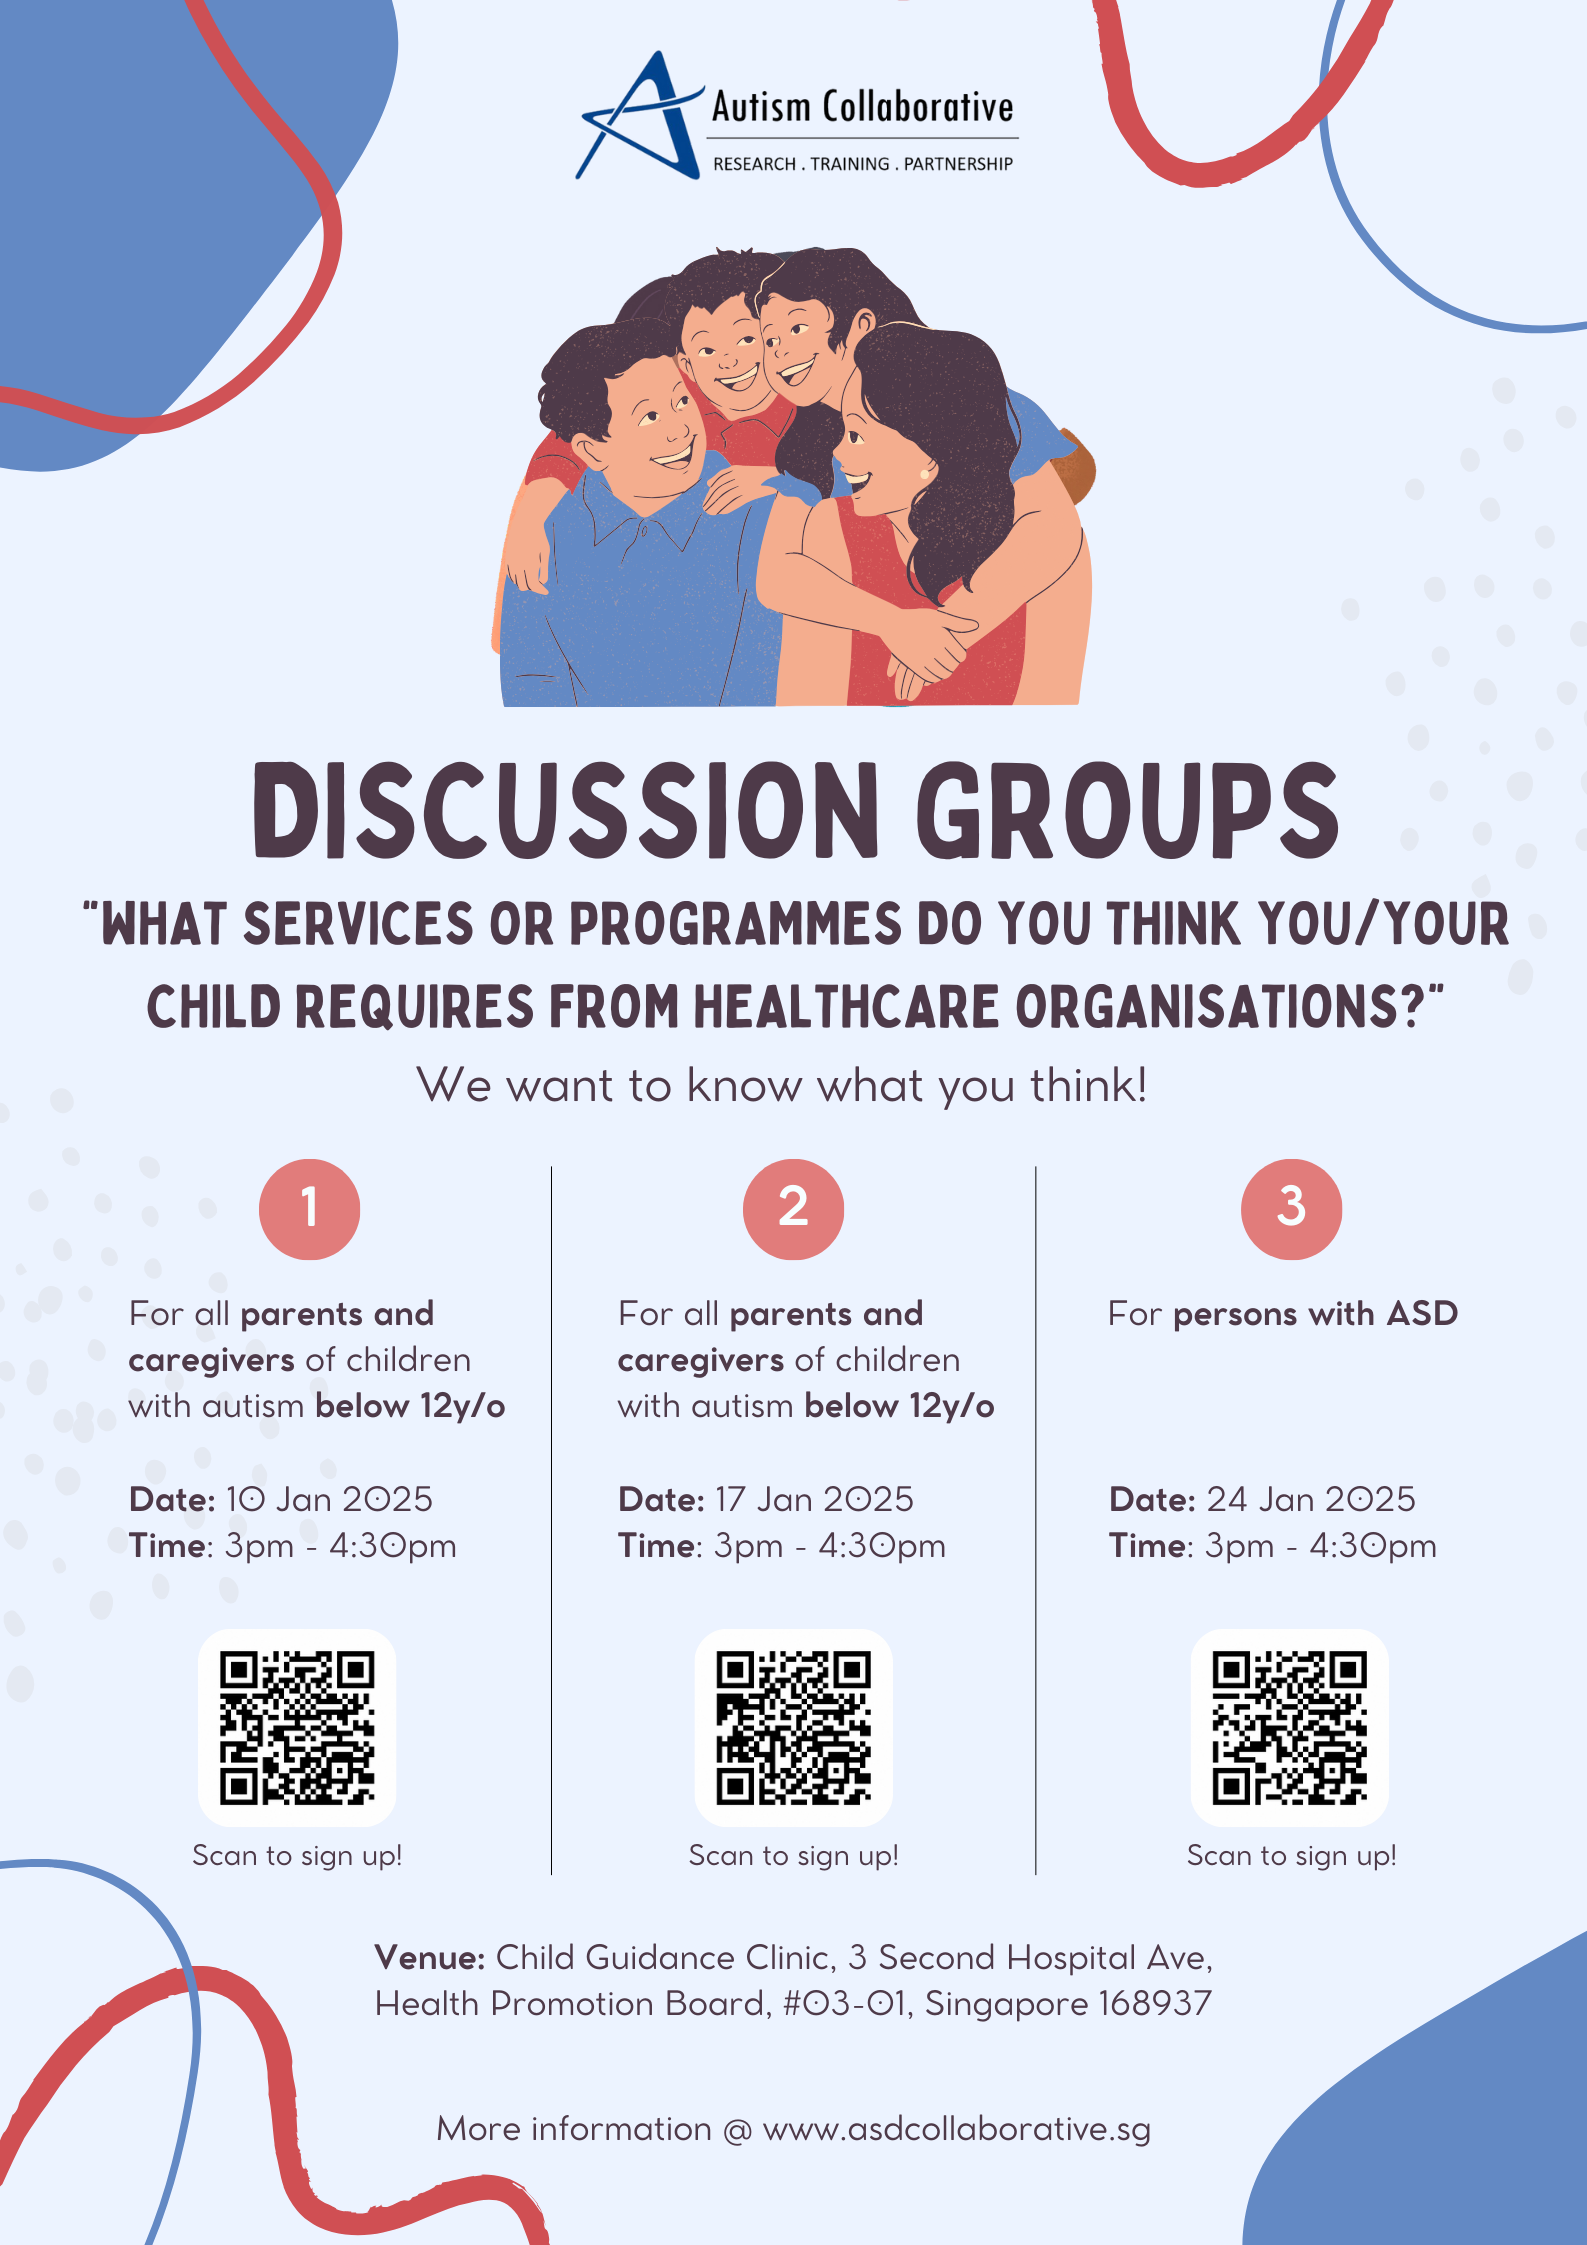 Autism Collaborative
RESEARCH . TRAINING . PARTNERSHIP
DISCUSSION GROUPS
"WHAT SERVICES OR PROGRAMMES DO YOU THINK YOU/YOUR
CHILD REQUIRES FROM HEALTHCARE ORGANISATIONS?"
We want to know what you think!
1
For all parents and
caregivers of children
with autism below 12y/o
Date: 10 Jan 2025
Time: 3pm - 4:30pm
Scan to sign up!
2
For all parents and
caregivers of children
with autism below 12y/o
Date: 17 Jan 2025
Time: 3pm - 4:30pm
Scan to sign up!
3
For persons with ASD
Date: 24 Jan 2025
Time: 3pm - 4:30pm
Scan to sign up!
Venue: Child Guidance Clinic, 3 Second Hospital Ave,
Health Promotion Board, #03-01, Singapore 168937
More information @ www.asdcollaborative.sg